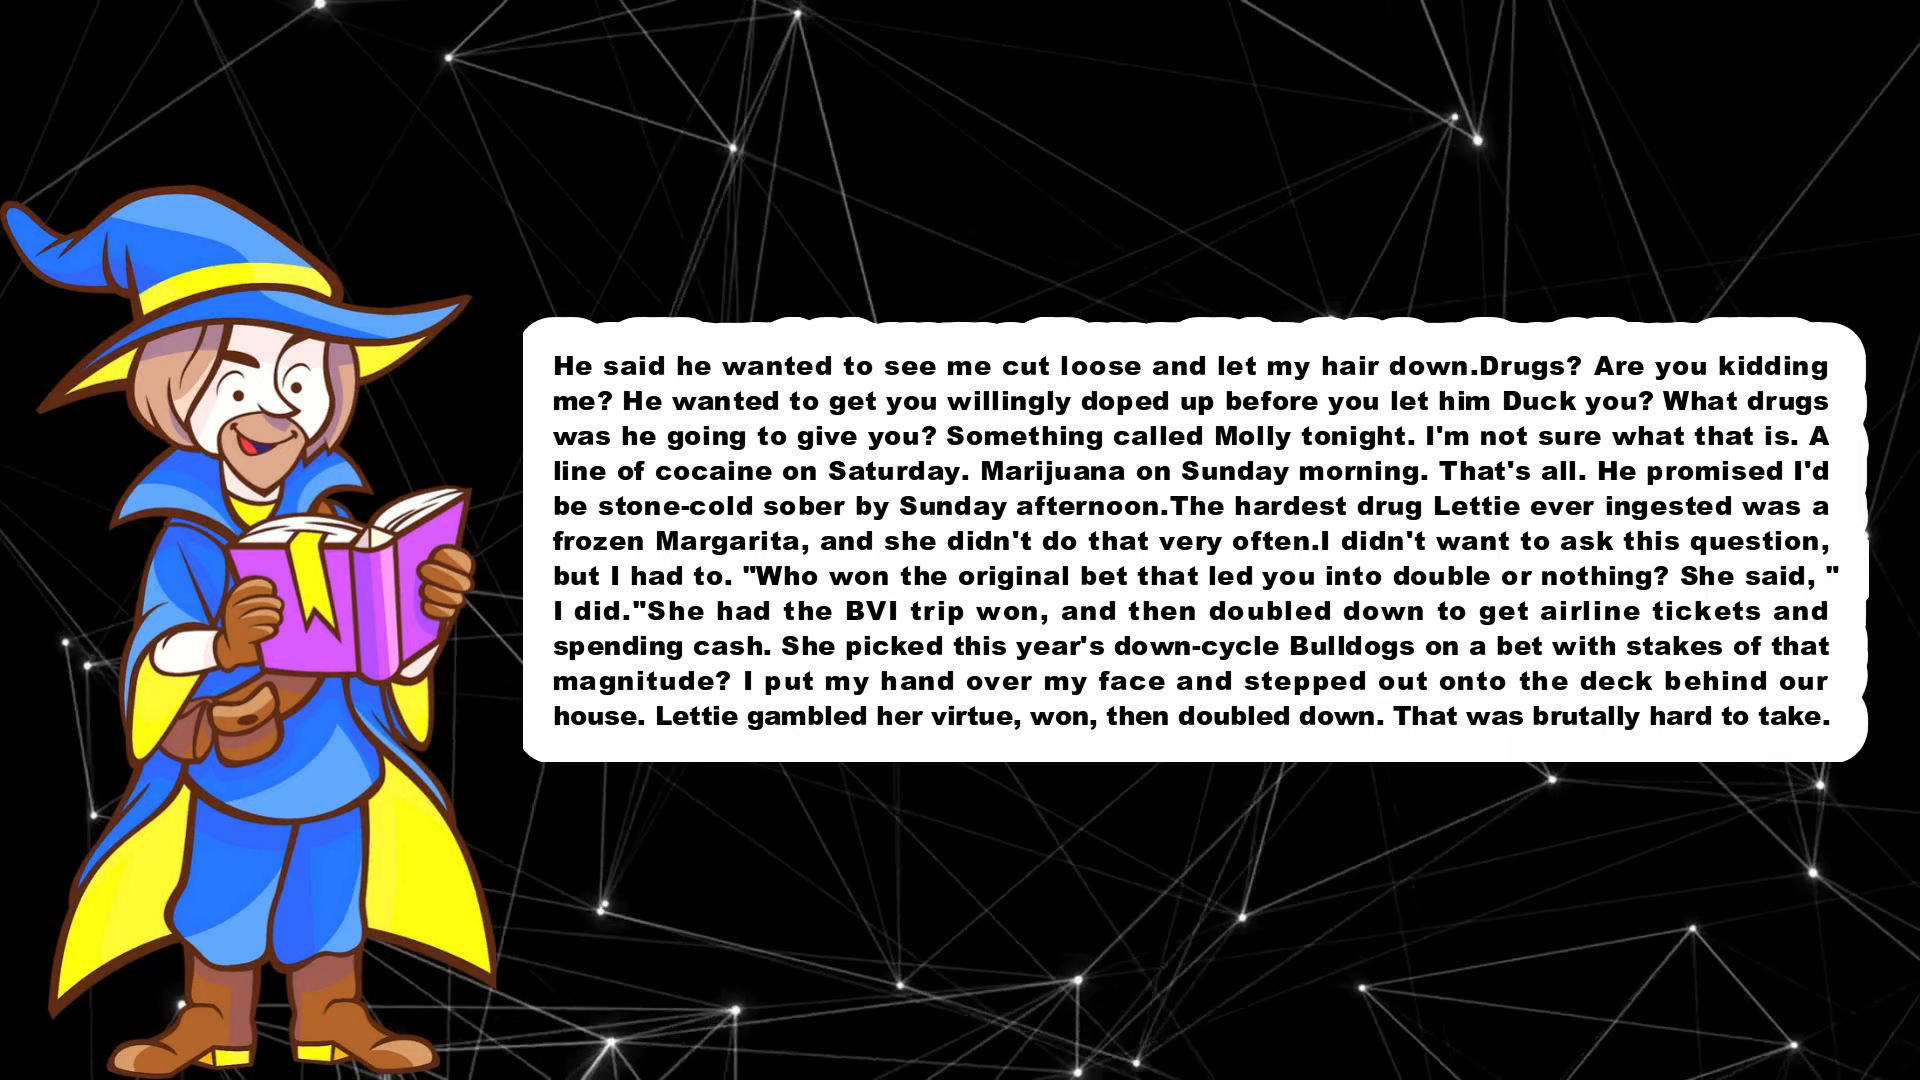 He said he wanted to see me cut loose and let my hair down.Drugs? Are you kidding
me? He wanted to get you willingly doped up before you let him Duck you? What drugs
was he going to give you? Something called Molly tonight. I'm not sure what that is. A
line of cocaine on Saturday. Marijuana on Sunday morning. That's all. He promised I'd
be stone-cold sober by Sunday afternoon.The hardest drug Lettie ever ingested was a
frozen Margarita, and she didn't do that very often.I didn't want to ask this question,
but I had to. "Who won the original bet that led you into double or nothing? She said, "
I did."She had the BVI trip won, and then doubled down to get airline tickets and
spending cash. She picked this year's down-cycle Bulldogs on a bet with stakes of that
magnitude? I put my hand over my face and stepped out onto the deck behind our
house. Lettie gambled her virtue, won, then doubled down. That was brutally hard to take.